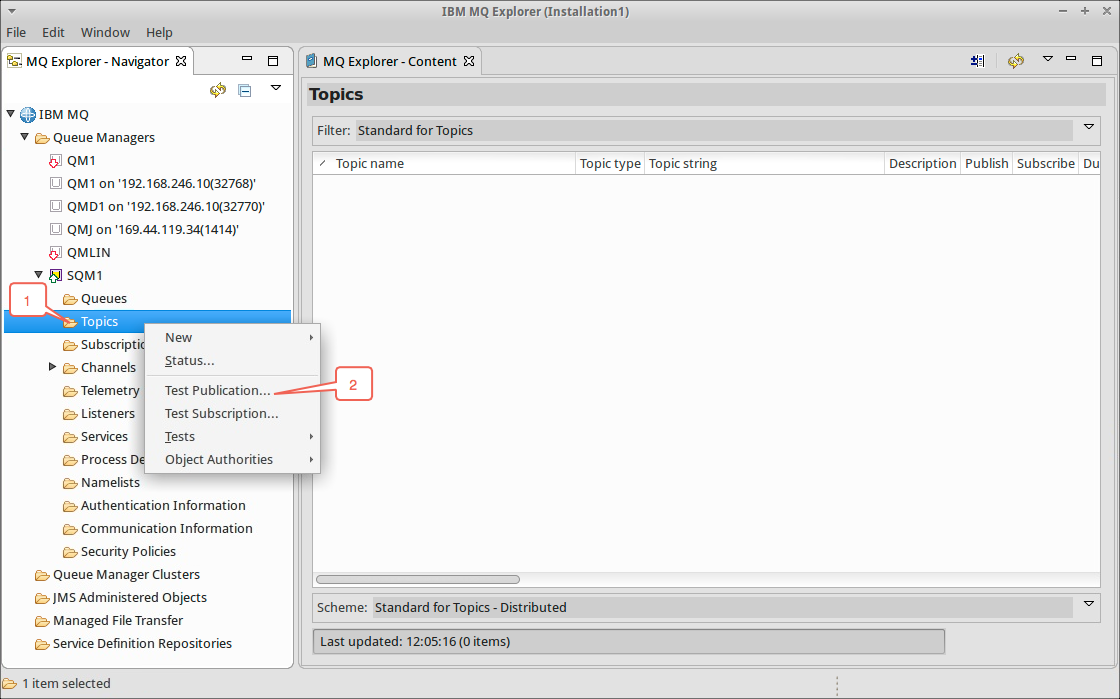 IBM MQ Explorer (Installation1)
File Edit Window Help
MQ Explorer - Navigator
IBM MQ
Queue Managers
QM1
QM1 on '192.168.246.10(32768)'
QMD1 on '192.168.246.10(32770)'
QMJ on '169.44.119.34(1414)'
QMLIN
SQM1
Queues
1
Topics
Subscriptio
Channels
Telemetry
Listeners
Services
Process De
Namelists
Authentication Information
Communication Information
Security Policies
Queue Manager Clusters
JMS Administered Objects
Managed File Transfer
Service Definition Repositories
New
Status...
Test Publication...
2
Test Subscription...
Tests
Object Authorities
MQ Explorer - Content
Topics
Filter: Standard for Topics
Topic name Topic type Topic string Description Publish Subscribe Du
Scheme: Standard for Topics - Distributed
Last updated: 12:05:16 (0 items)
1 item selected